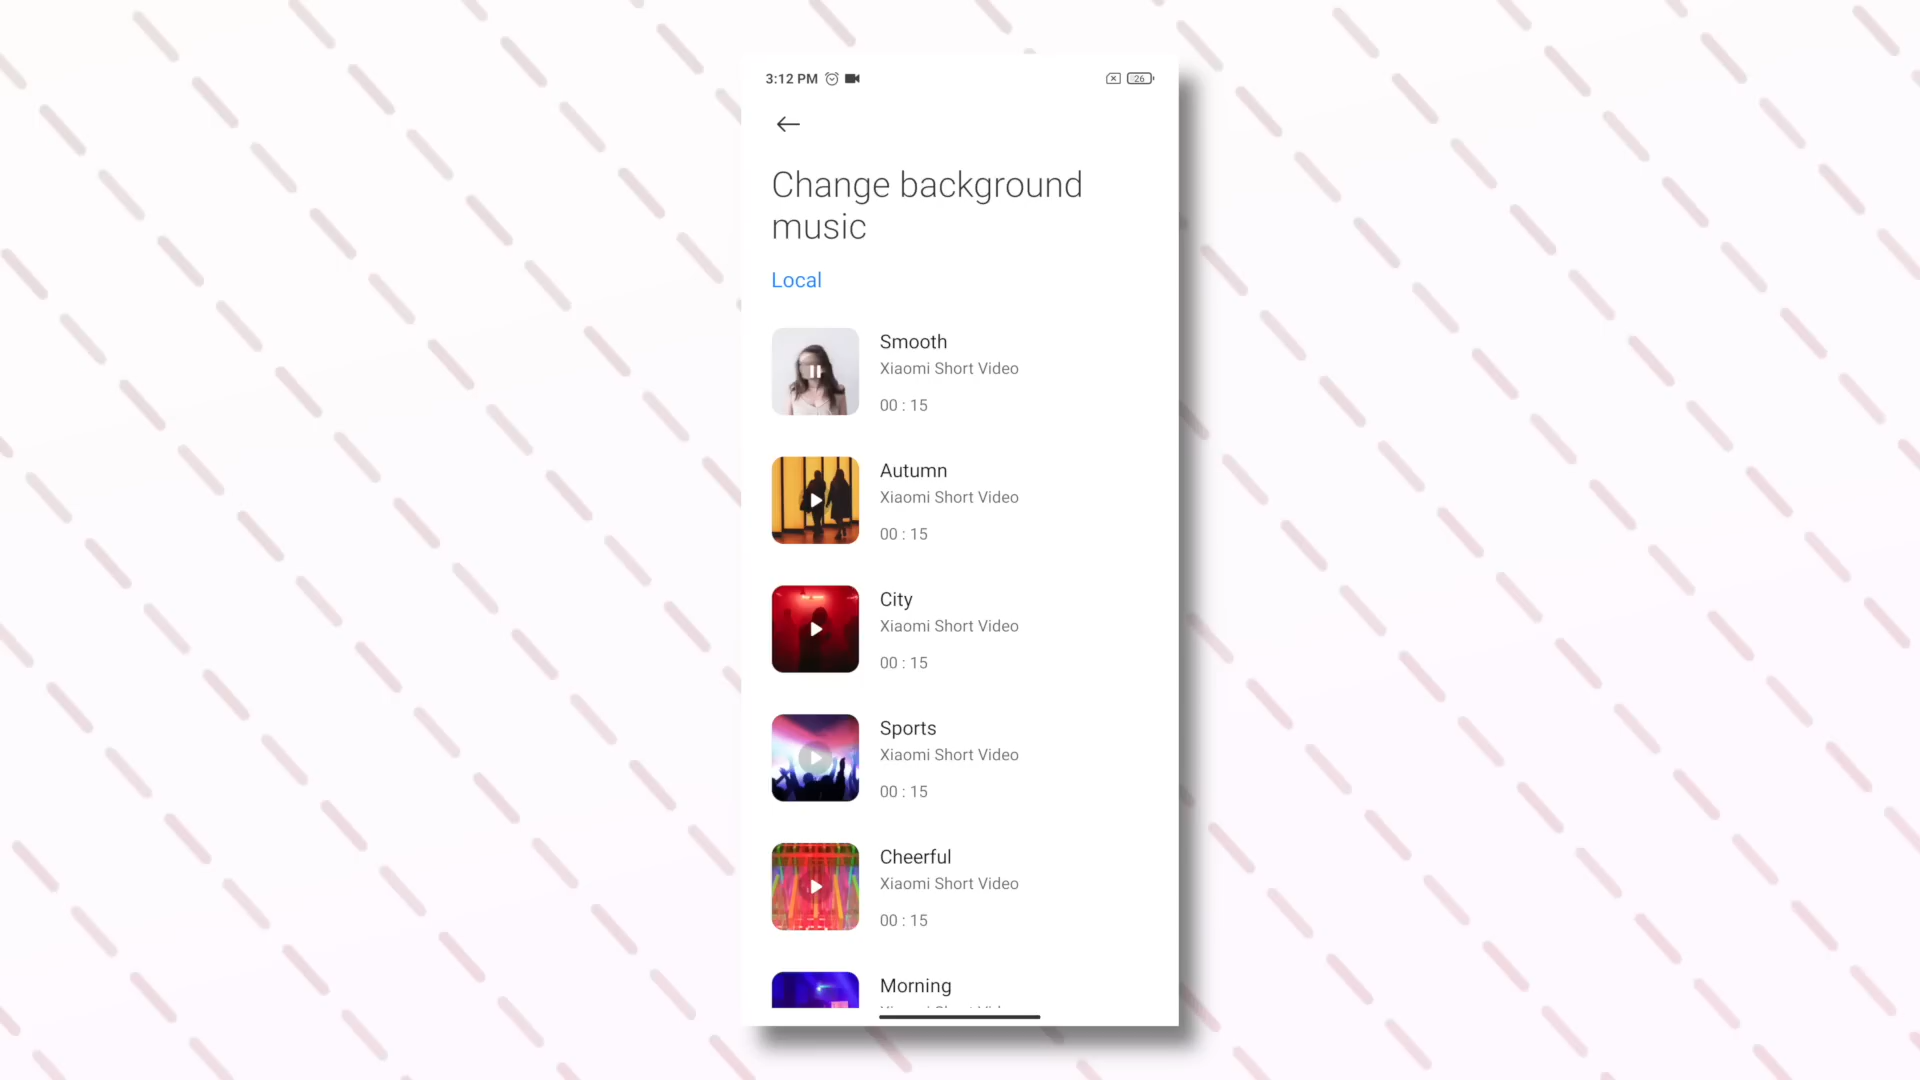 3:12 PM
26
Change background
music
Local
Smooth
Xiaomi Short Video
00 : 15
Autumn
Xiaomi Short Video
00 : 15
City
Xiaomi Short Video
00 : 15
Sports
Xiaomi Short Video
00 : 15
Cheerful
Xiaomi Short Video
00 : 15
Morning